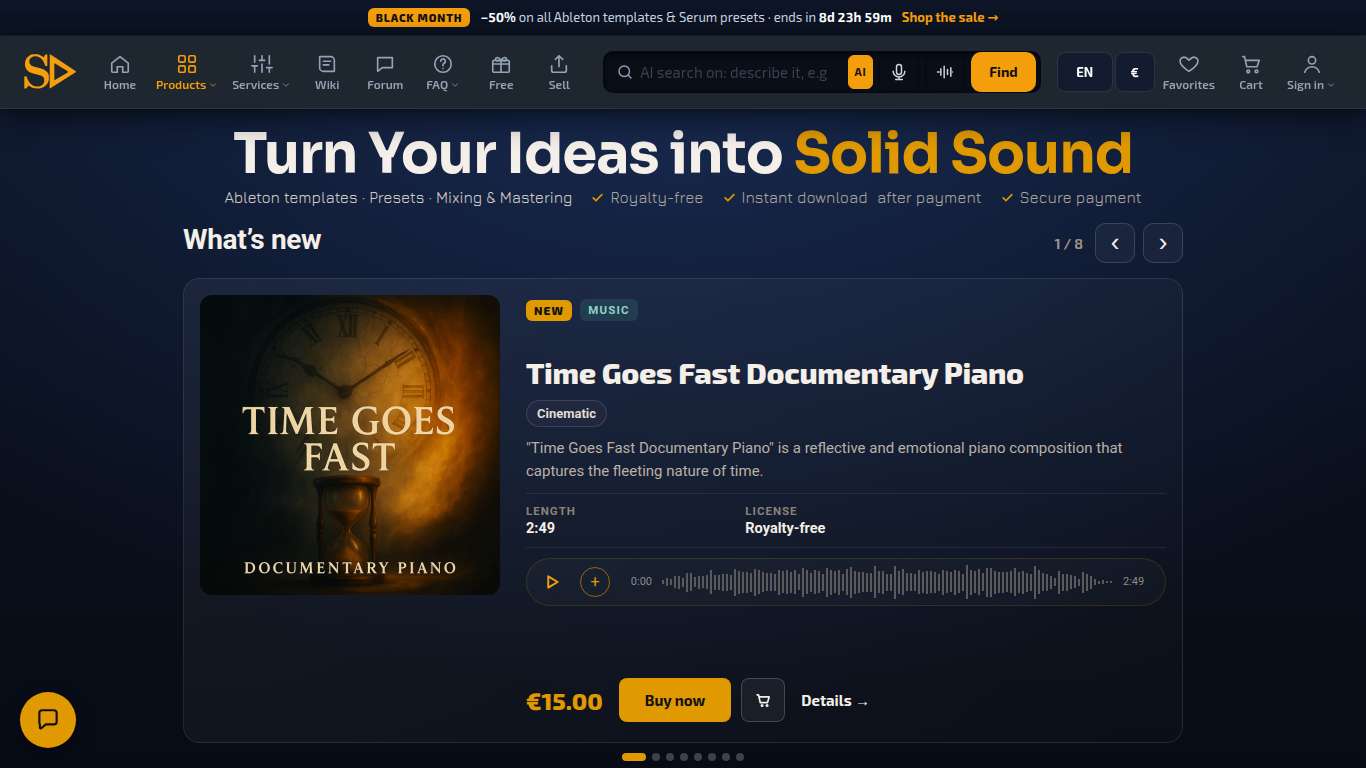 BLACK MONTH −50% on all Ableton templates & Serum presets · ends in 8d 23h 59m Shop the sale →
Home Products Services Wiki Forum FAQ Free Sell
AI search on: describe it, e.g AI Find
EN € Favorites Cart Sign in
Turn Your Ideas into Solid Sound
Ableton templates · Presets · Mixing & Mastering ✓ Royalty-free ✓ Instant download after payment ✓ Secure payment
What's new
1 / 8
TIME GOES
FAST
DOCUMENTARY PIANO
NEW MUSIC
Time Goes Fast Documentary Piano
Cinematic
"Time Goes Fast Documentary Piano" is a reflective and emotional piano composition that
captures the fleeting nature of time.
LENGTH LICENSE
2:49 Royalty-free
0:00 2:49
€15.00 Buy now Details →